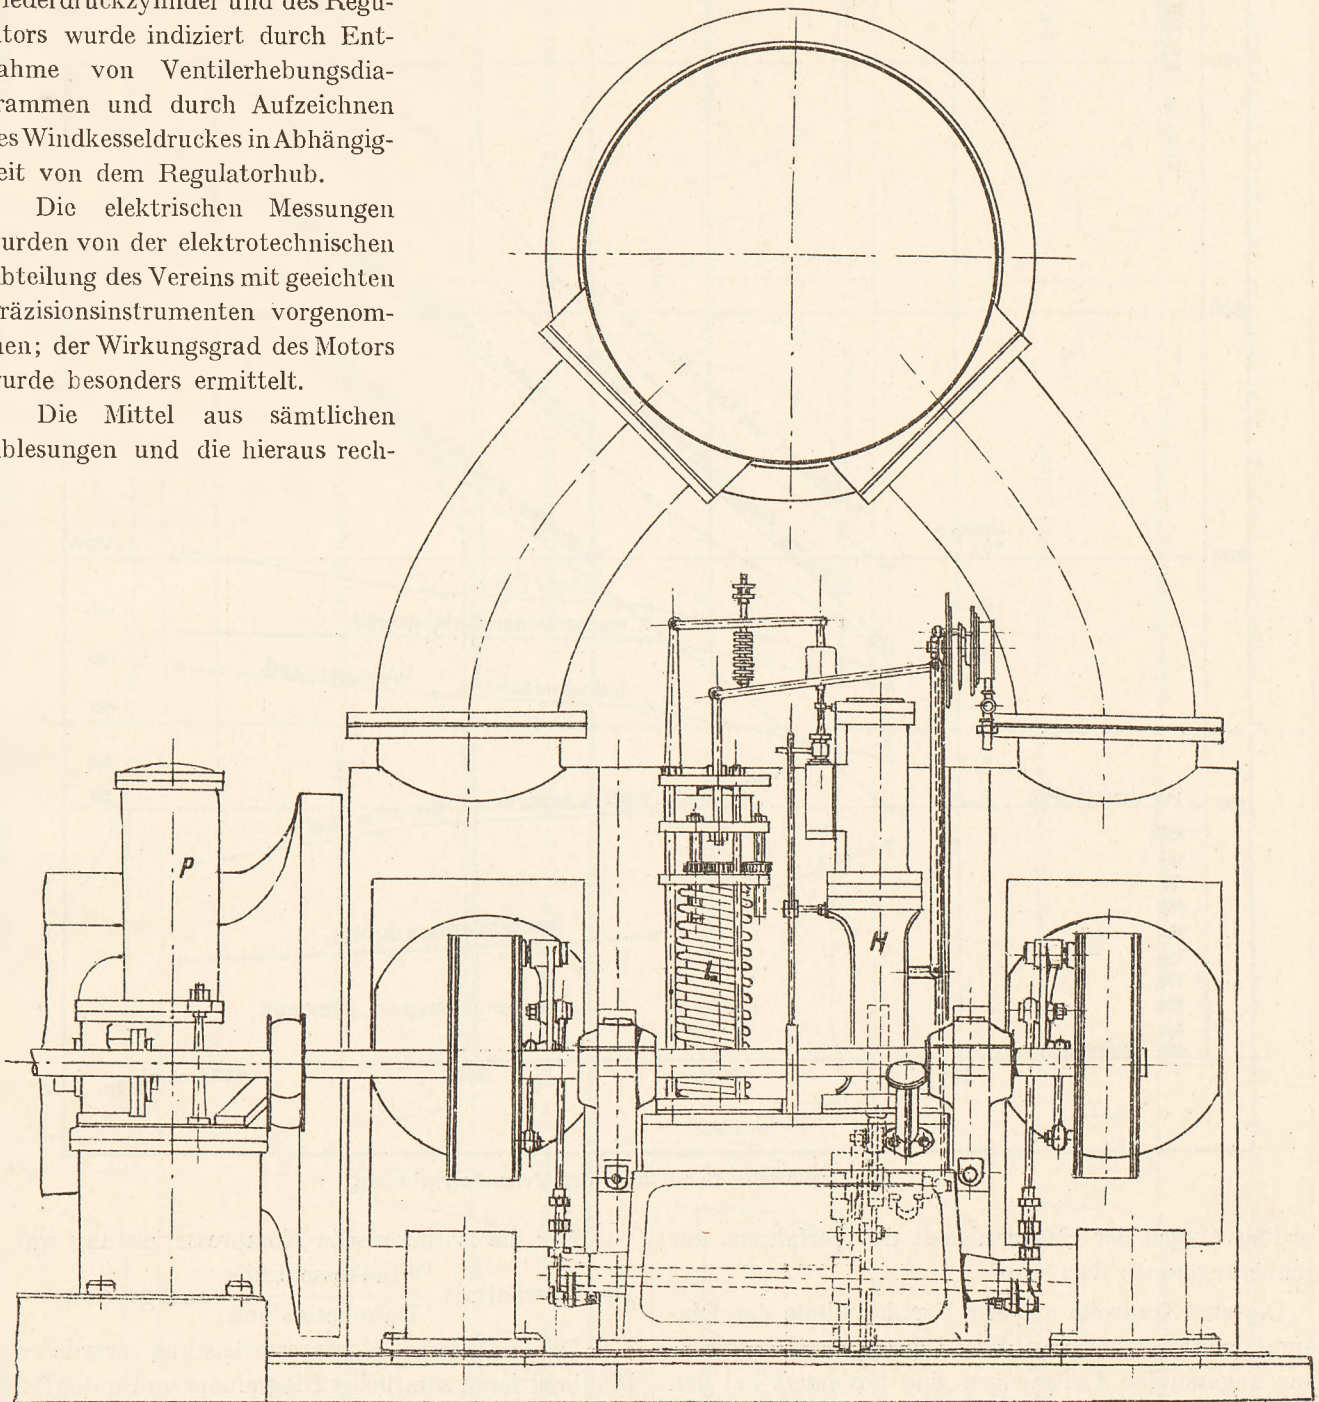 iederdruckzylinder und des Regu-
tors wurde indiziert durch Ent-
ahme von Ventilerhebungsdia-
rammen und durch Aufzeichnen
es Windkesseldruckes in Abhängig-
eit von dem Regulatorhub.
Die elektrischen Messungen
urden von der elektrotechnischen
bteilung des Vereins mit geeichten
räzisionsinstrumenten vorgenom-
nen; der Wirkungsgrad des Motors
urde besonders ermittelt.
Die Mittel aus sämtlichen
blesungen und die hieraus rech-
P
H
L